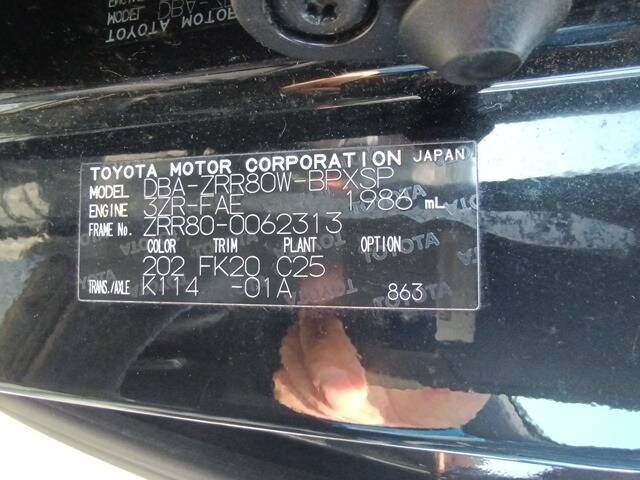 TOYOTA MOTOR CORPORATION JAPAN
MODEL DBA-ZRR80W-BPXSP
ENGINE 3ZR-FAE 1986 mL
FRAME No. ZRR80-0062313
COLOR TRIM PLANT OPTION
202 FK20 C25
TRANS./AXLE K114 -01A 863